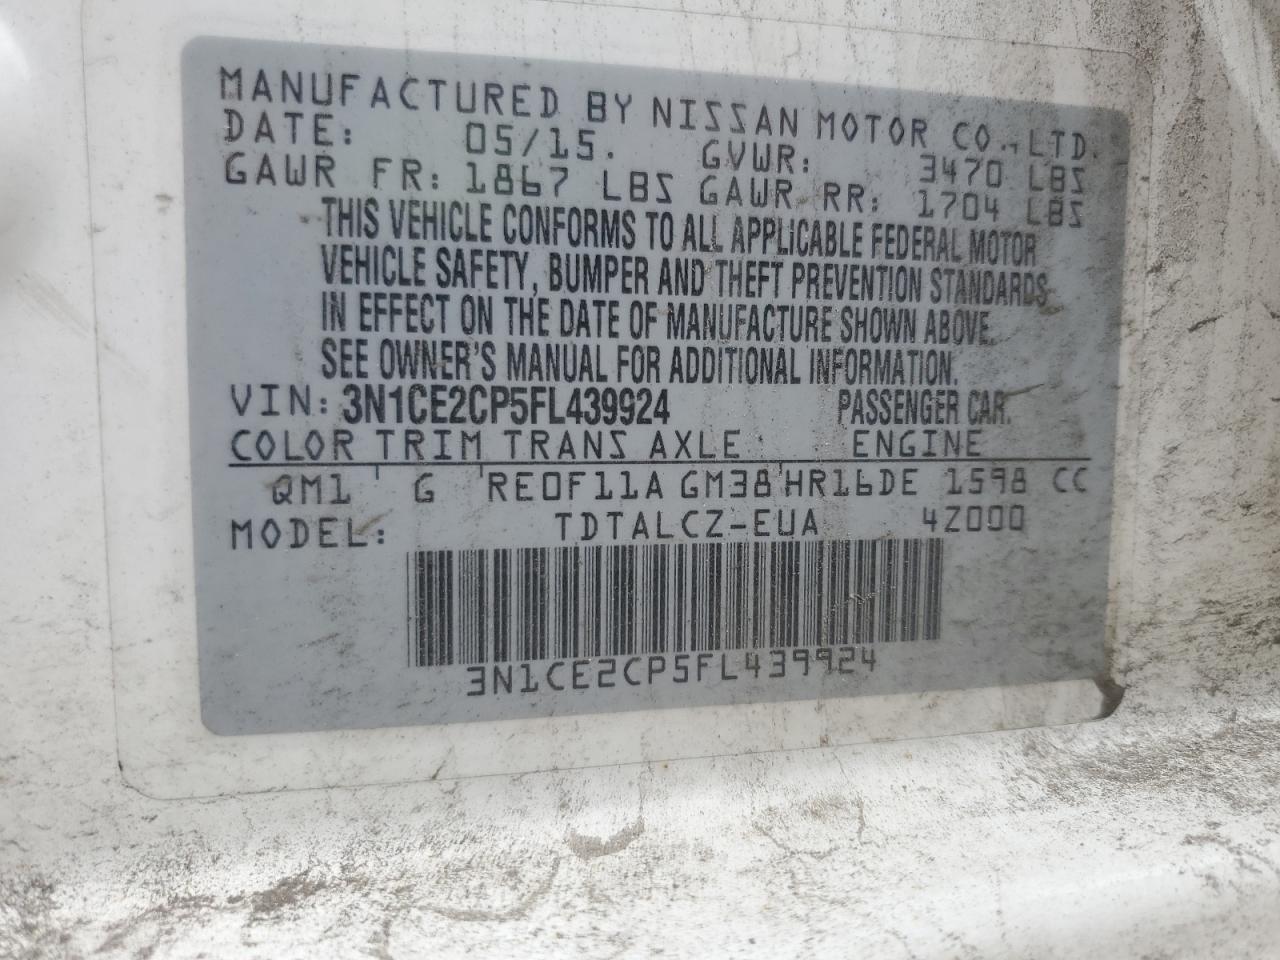 MANUFACTURED BY NISSAN MOTOR CO., LTD.
DATE: 05/15. GVWR: 3470 LBS
GAWR FR: 1867 LBS GAWR RR: 1704 LBS
THIS VEHICLE CONFORMS TO ALL APPLICABLE FEDERAL MOTOR
VEHICLE SAFETY, BUMPER AND THEFT PREVENTION STANDARDS
IN EFFECT ON THE DATE OF MANUFACTURE SHOWN ABOVE.
SEE OWNER'S MANUAL FOR ADDITIONAL INFORMATION.
VIN: 3N1CE2CP5FL439924 PASSENGER CAR.
COLOR TRIM TRANS AXLE ENGINE
QM1 G RE0F11A GM38 HR16DE 1598 CC
MODEL: TDTALCZ-EUA 4Z000
3N1CE2CP5FL439924